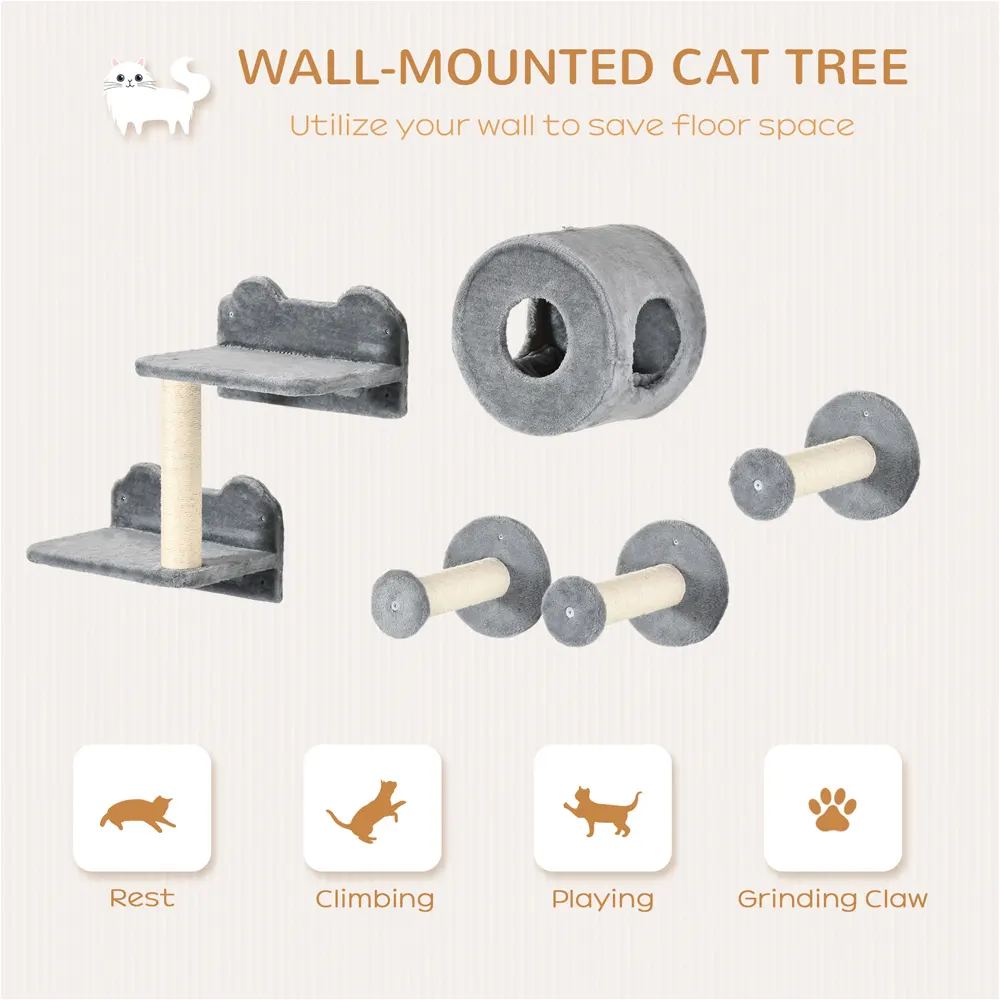 WALL-MOUNTED CAT TREE
Utilize your wall to save floor space
Rest
Climbing
Playing
Grinding Claw